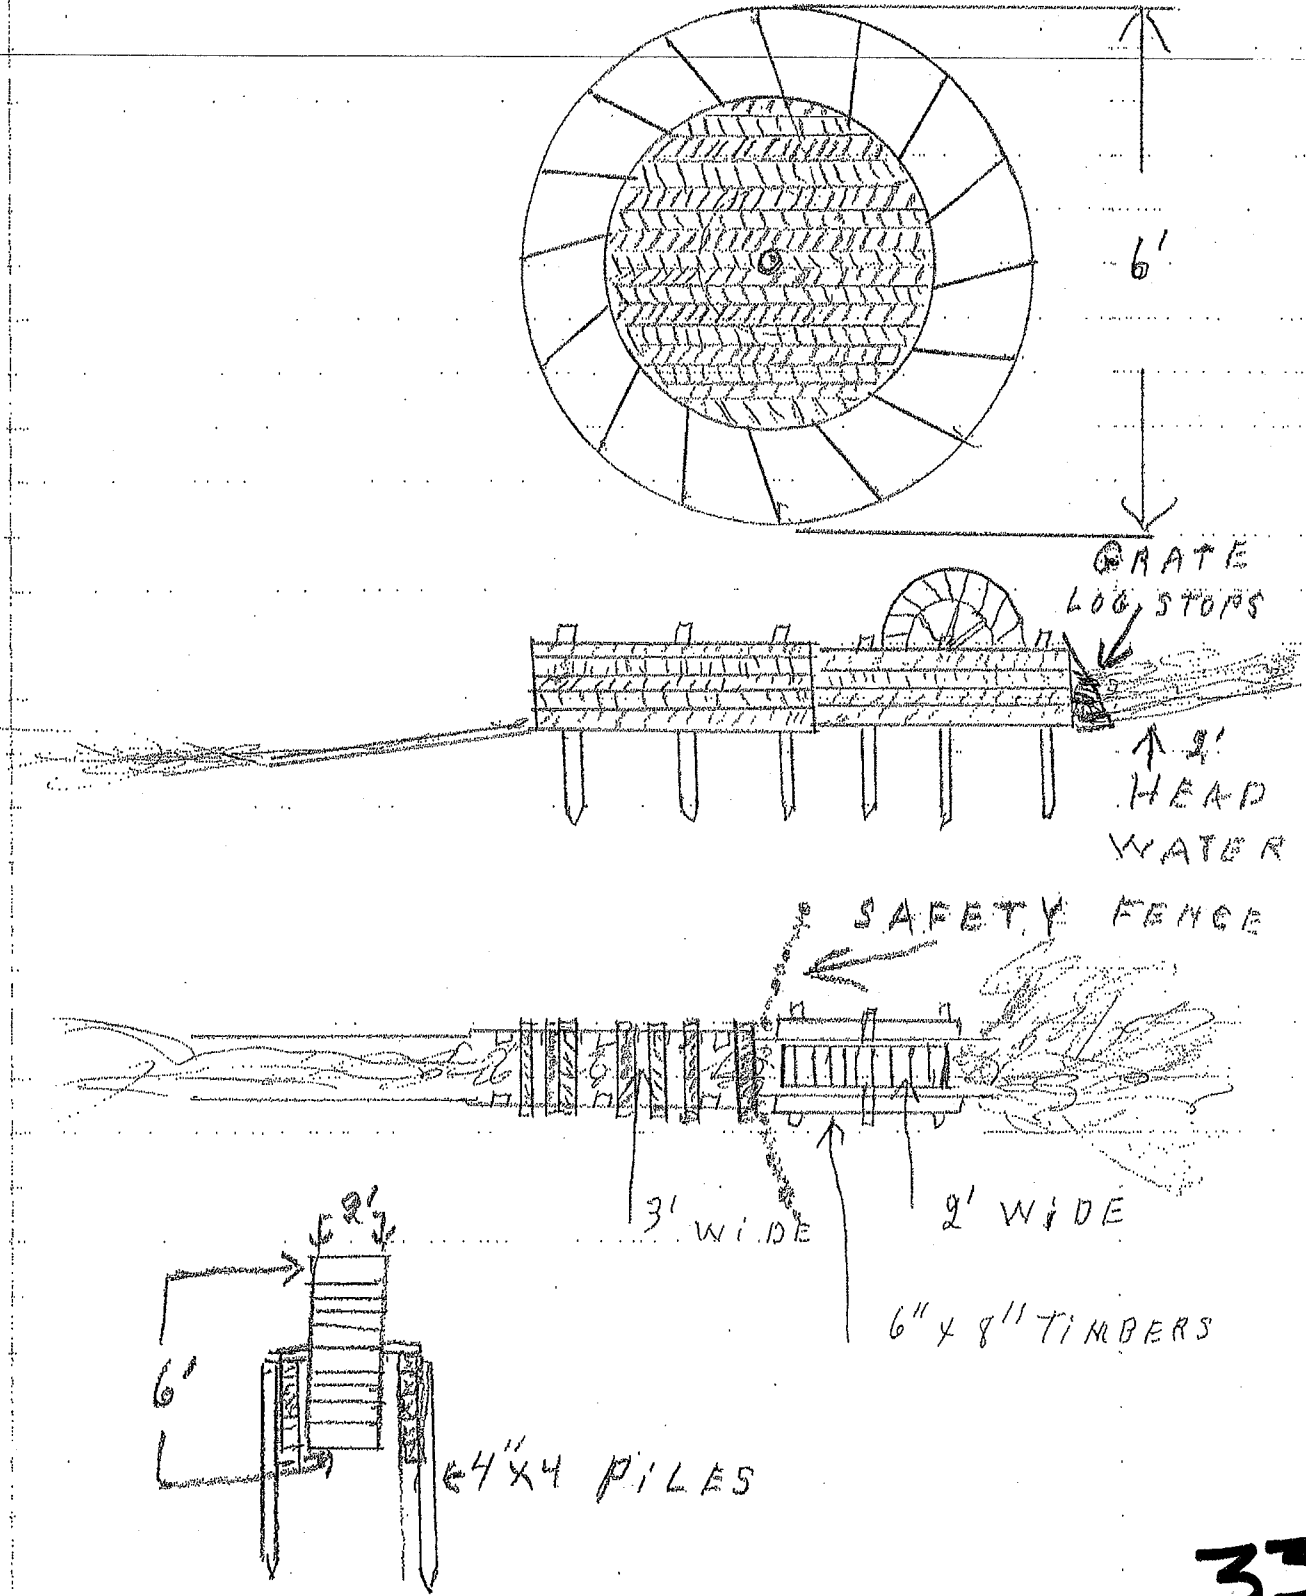 6'
GRATE
LOG STOPS
2'
HEAD
WATER
SAFETY FENCE
3' WIDE
2' WIDE
6" x 8" TIMBERS
2'
6'
4"x4 PILES
33